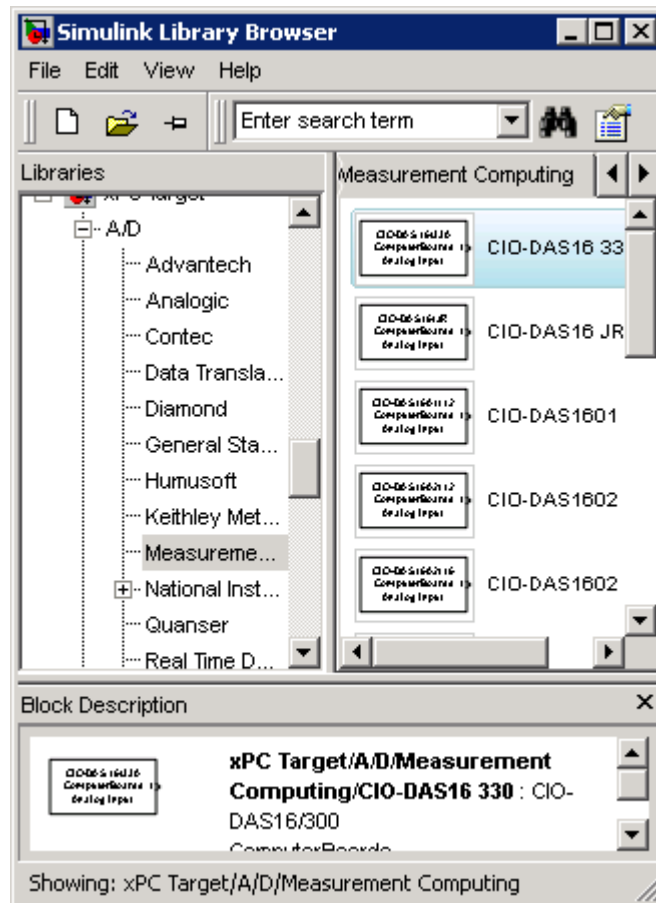 Simulink Library Browser
File Edit View Help
Enter search term
Libraries
Measurement Computing
xPC Target
A/D
Advantech
Analogic
Contec
Data Transla...
Diamond
General Sta...
Humusoft
Keithley Met...
Measureme...
National Inst...
Quanser
Real Time D...
CIO-DAS16 33
CIO-DAS16 JR
CIO-DAS1601
CIO-DAS1602
CIO-DAS1602
Block Description
xPC Target/A/D/Measurement
Computing/CIO-DAS16 330 : CIO-
DAS16/300
Showing: xPC Target/A/D/Measurement Computing